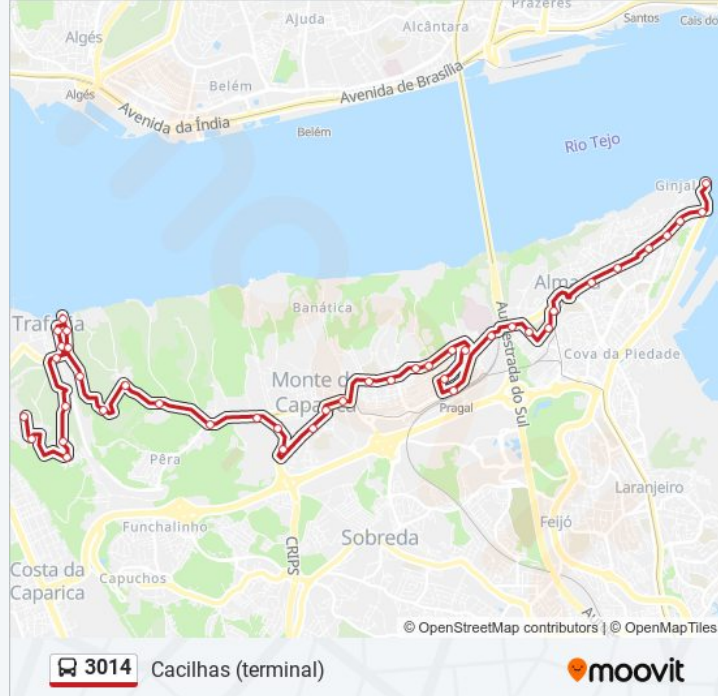 Prazeres
Ajuda
Alcântara
Santos
Cais do
Algés
Belém
Avenida de Brasília
Algés
Avenida da Índia
Belém
Rio Tejo
Ginjal
Almada
Banática
Trafaria
Autoestrada do Sul
Cova da Piedade
Monte de
Caparica
Pragal
Pêra
Laranjeiro
Funchalinho
Feijó
Sobreda
CRIPS
Costa da
Caparica
Capuchos
© OpenStreetMap contributors | © OpenMapTiles
3014 Cacilhas (terminal)
moovit